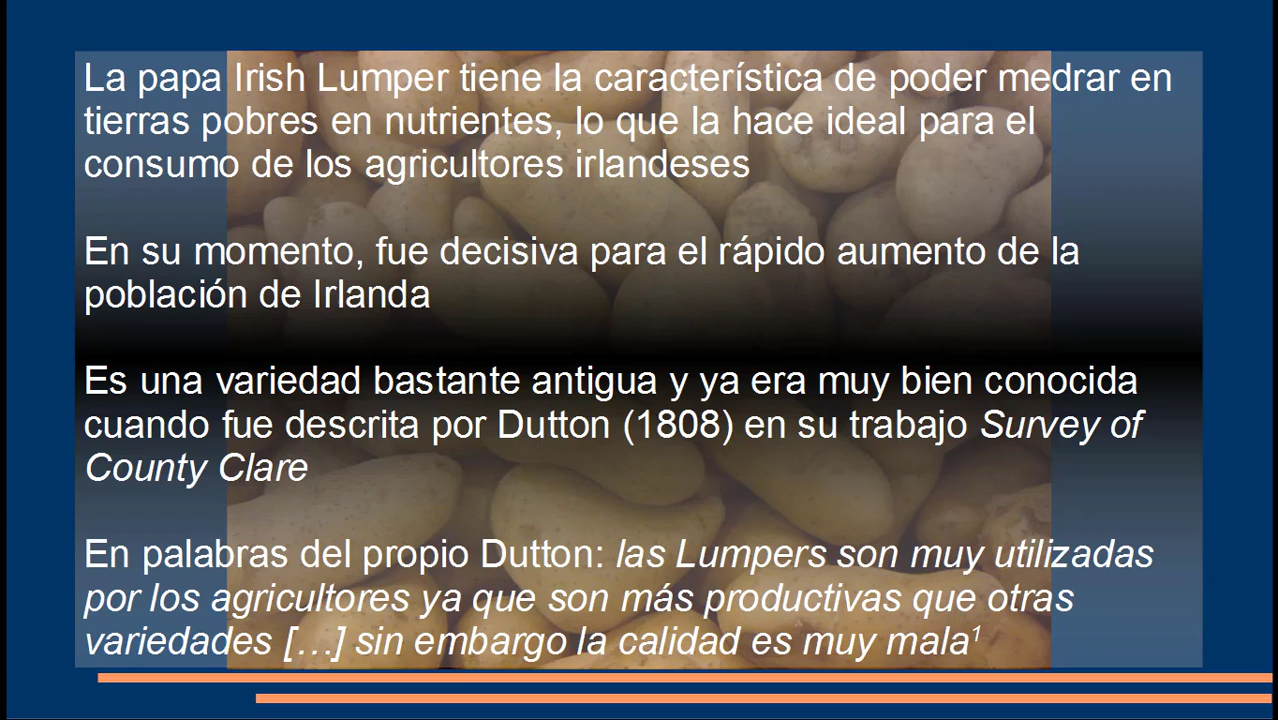 La papa Irish Lumper tiene la característica de poder medrar en
tierras pobres en nutrientes, lo que la hace ideal para el
consumo de los agricultores irlandeses
En su momento, fue decisiva para el rápido aumento de la
población de Irlanda
Es una variedad bastante antigua y ya era muy bien conocida
cuando fue descrita por Dutton (1808) en su trabajo Survey of
County Clare
En palabras del propio Dutton: las Lumpers son muy utilizadas
por los agricultores ya que son más productivas que otras
variedades […] sin embargo la calidad es muy mala¹